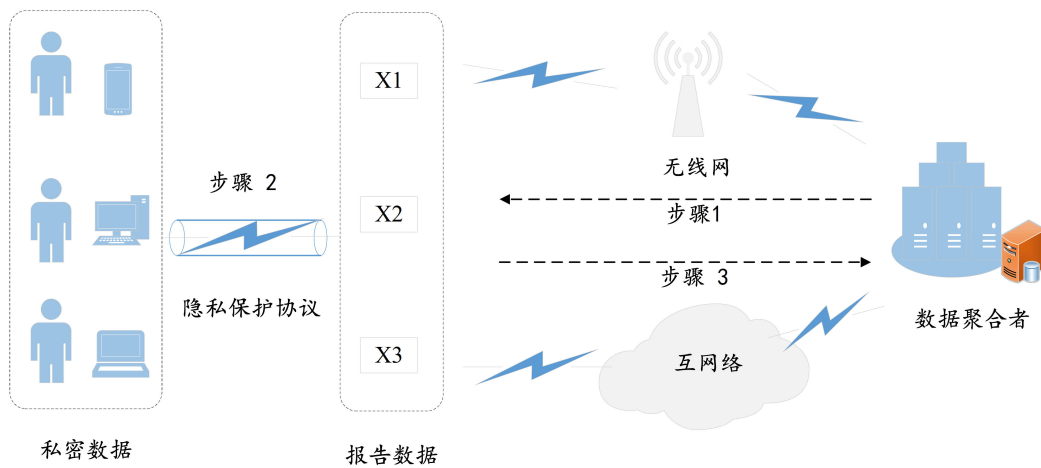 X1
无线网
步骤 2
X2
步骤1
步骤 3
隐私保护协议
数据聚合者
X3
互网络
私密数据
报告数据